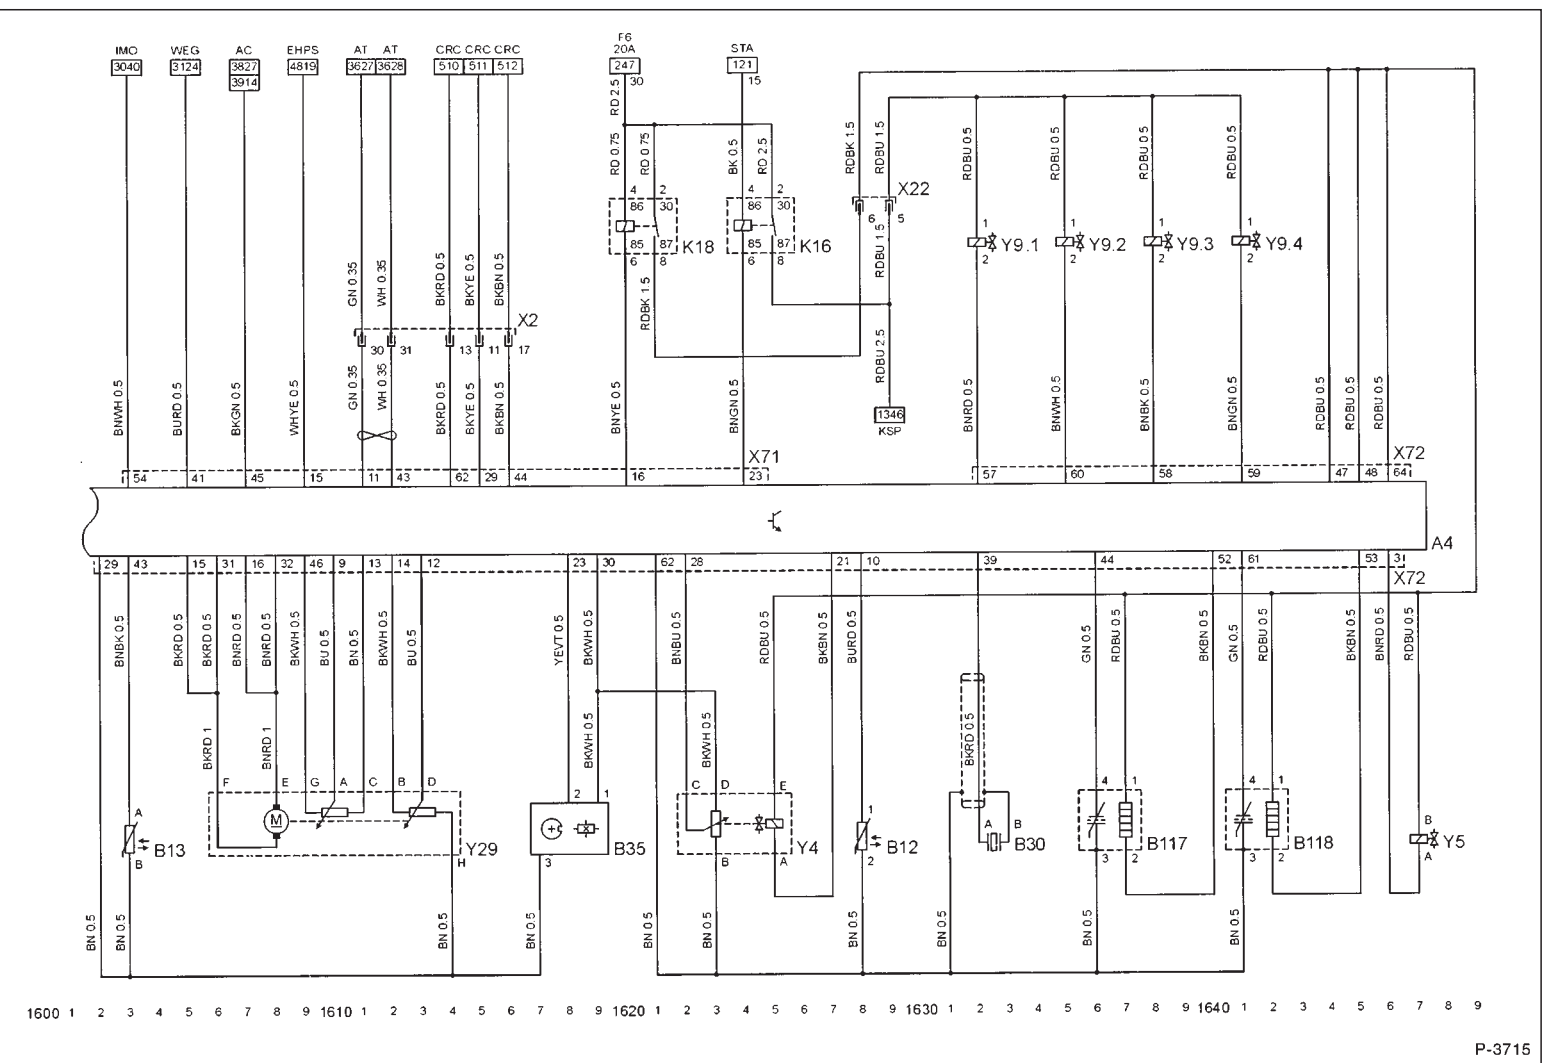 IMO WEG AC EHPS AT AT CRC CRC CRC F6 20A STA
3040 3124 3827 4819 3627 3628 510 511 512 247 121
3914 30 15
RD 2.5
RD 0.75 RD 0.75 BK 0.5 RD 2.5 RDBK 1.5 RDBU 1.5 RDBU 0.5 RDBU 0.5 RDBU 0.5 RDBU 0.5
4 2 4 2 X22
86 30 86 30 6 5
1 1 1 1
K18 K16 Y9.1 Y9.2 Y9.3 Y9.4
85 87 85 87
6 8 6 8 2 2 2 2
GN 0.35 WH 0.35 BKRD 0.5 BKYE 0.5 BKBN 0.5 RDBK 1.5 RDBU 1.5
X2
30 31 13 11 17
RDBU 2.5
BNWH 0.5 BURD 0.5 BKGN 0.5 WHYE 0.5 GN 0.35 WH 0.35 BKRD 0.5 BKYE 0.5 BKBN 0.5 BNYE 0.5 BNGN 0.5 BNRD 0.5 BNWH 0.5 BNBK 0.5 BNGN 0.5 RDBU 0.5 RDBU 0.5 RDBU 0.5
1346
KSP
X71 X72
54 41 45 15 11 43 62 29 44 16 23 57 60 58 59 47 48 64
A4
29 43 15 31 16 32 46 9 13 14 12 23 30 62 28 21 10 39 44 52 61 53 3
X72
BNBK 0.5 BKRD 0.5 BKRD 0.5 BNRD 0.5 BNRD 0.5 BKWH 0.5 BU 0.5 BN 0.5 BKWH 0.5 BU 0.5 YEVT 0.5 BKWH 0.5 BNBU 0.5 RDBU 0.5 BKBN 0.5 BURD 0.5 GN 0.5 RDBU 0.5 BKBN 0.5 GN 0.5 RDBU 0.5 BKBN 0.5 BNRD 0.5 RDBU 0.5
BKRD 1 BNRD 1 BKWH 0.5 BKWH 0.5 BKRD 0.5
F E G A C B D 2 1 C D E 4 1 4 1
A M 1 A B B
B13 Y29 B35 Y4 B12 B30 B117 B118 Y5
B H 3 B A 2 3 2 3 2 A
BN 0.5 BN 0.5 BN 0.5 BN 0.5 BN 0.5 BN 0.5 BN 0.5 BN 0.5 BN 0.5 BN 0.5
1600 1 2 3 4 5 6 7 8 9 1610 1 2 3 4 5 6 7 8 9 1620 1 2 3 4 5 6 7 8 9 1630 1 2 3 4 5 6 7 8 9 1640 1 2 3 4 5 6 7 8 9
P-3715